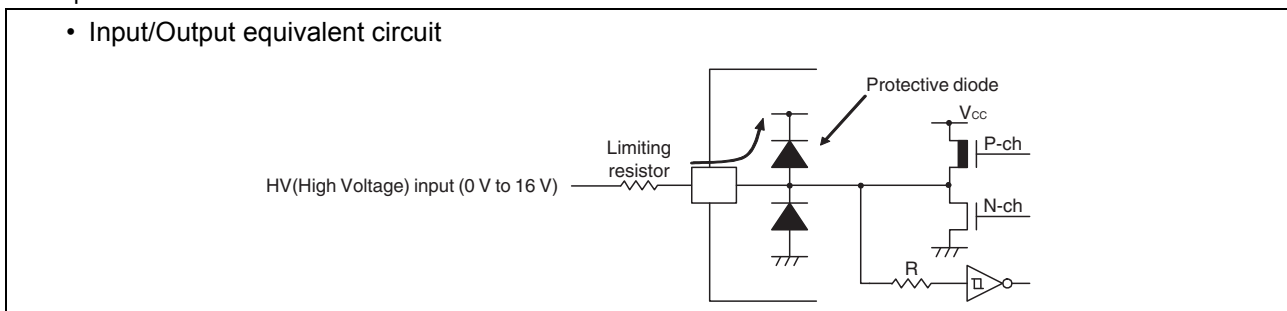 • Input/Output equivalent circuit
Protective diode
Vcc
P-ch
Limiting
resistor
HV(High Voltage) input (0 V to 16 V)
N-ch
R